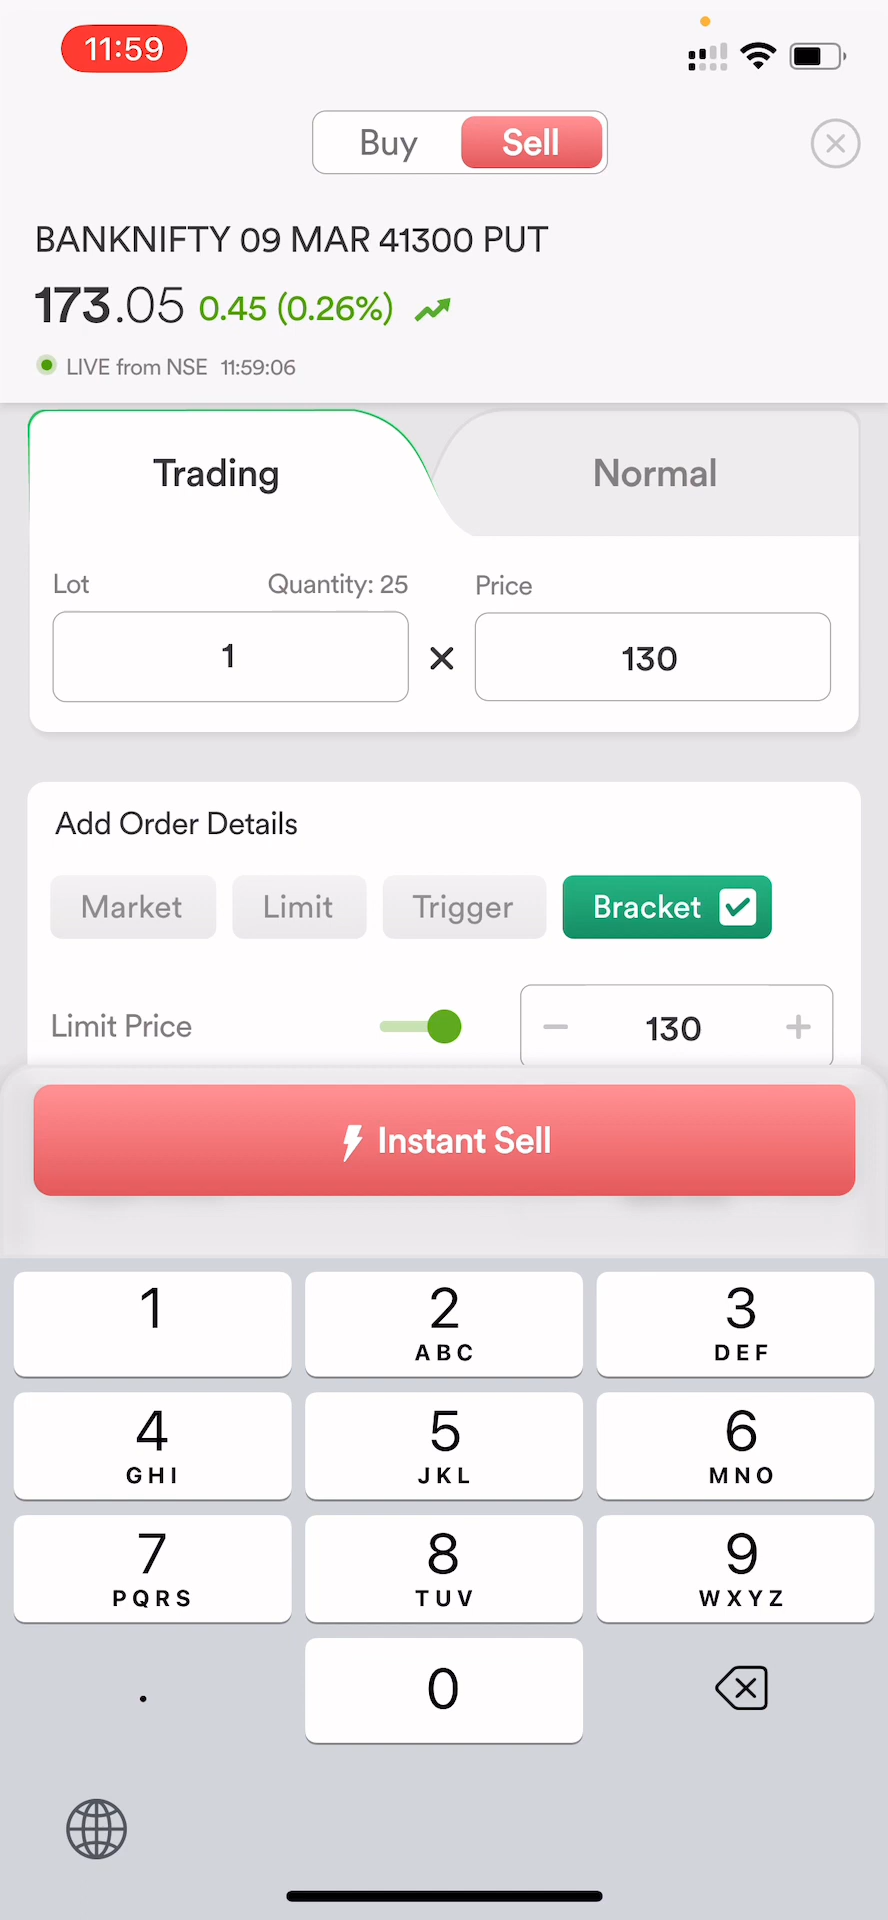 11:59
Buy Sell
BANKNIFTY 09 MAR 41300 PUT
173.05 0.45 (0.26%)
LIVE from NSE 11:59:06
Trading Normal
Lot Quantity: 25 Price
1 × 130
Add Order Details
Market Limit Trigger Bracket
Limit Price − 130 +
Instant Sell
1 2 3
ABC DEF
4 5 6
GHI JKL MNO
7 8 9
PQRS TUV WXYZ
. 0